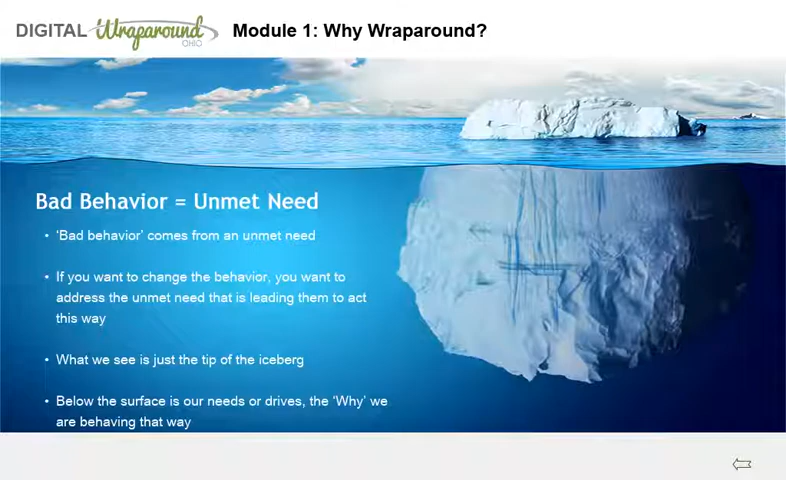 DIGITAL Wraparound OHIO Module 1: Why Wraparound?
Bad Behavior = Unmet Need
• ‘Bad behavior’ comes from an unmet need
• If you want to change the behavior, you want to
address the unmet need that is leading them to act
this way
• What we see is just the tip of the iceberg
• Below the surface is our needs or drives, the ‘Why’ we
are behaving that way